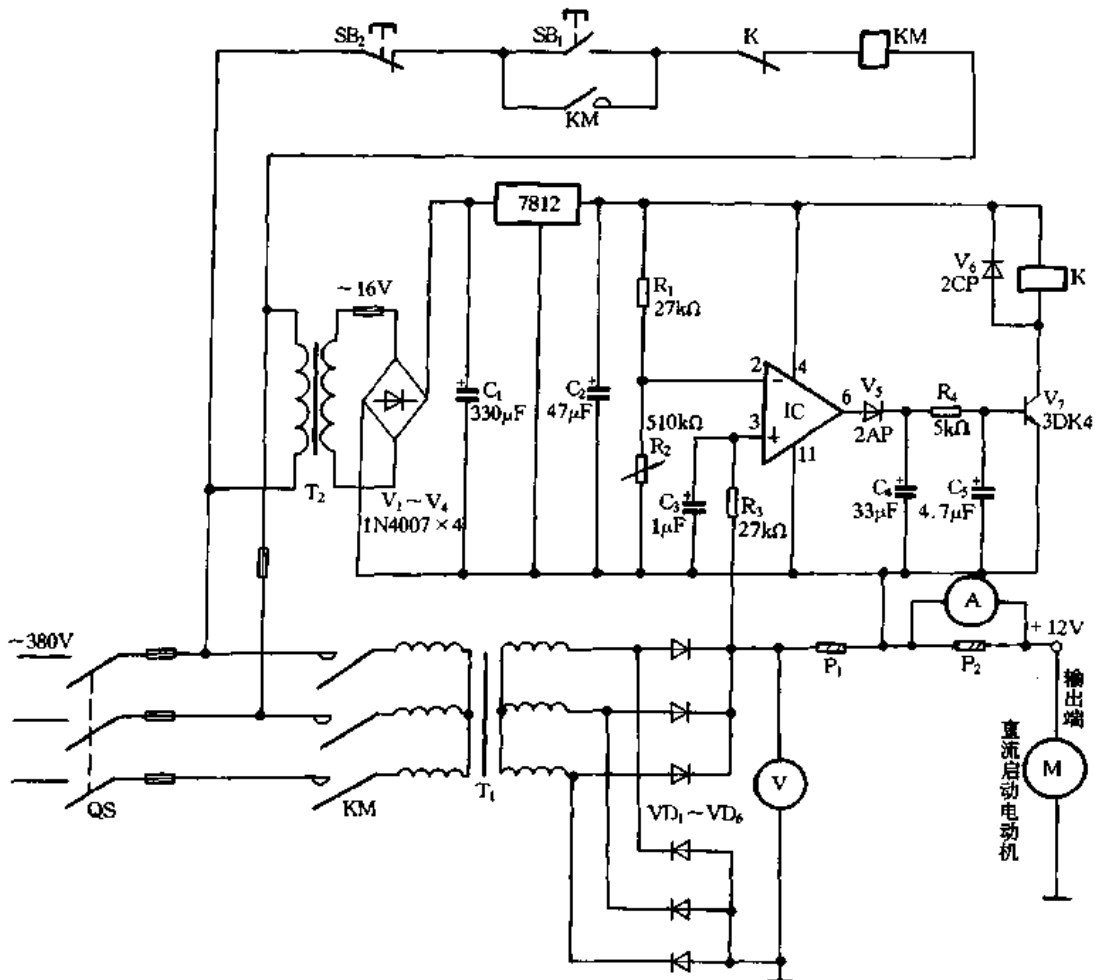 SB₂
SB₁
K
KM
KM
7812
~16V
R₁
27kΩ
V₆
2CP
K
C₁
330μF
C₂
47μF
2
4
-
IC
6
V₅
2AP
R₄
5kΩ
V₇
3DK4
510kΩ
R₂
3
+
11
T₂
V₁~V₄
1N4007×4
C₃
1μF
R₃
27kΩ
C₄
33μF
C₅
4.7μF
A
~380V
+12V
P₁
P₂
输出端
QS
KM
T₁
VD₁~VD₆
V
M
直流启动电动机